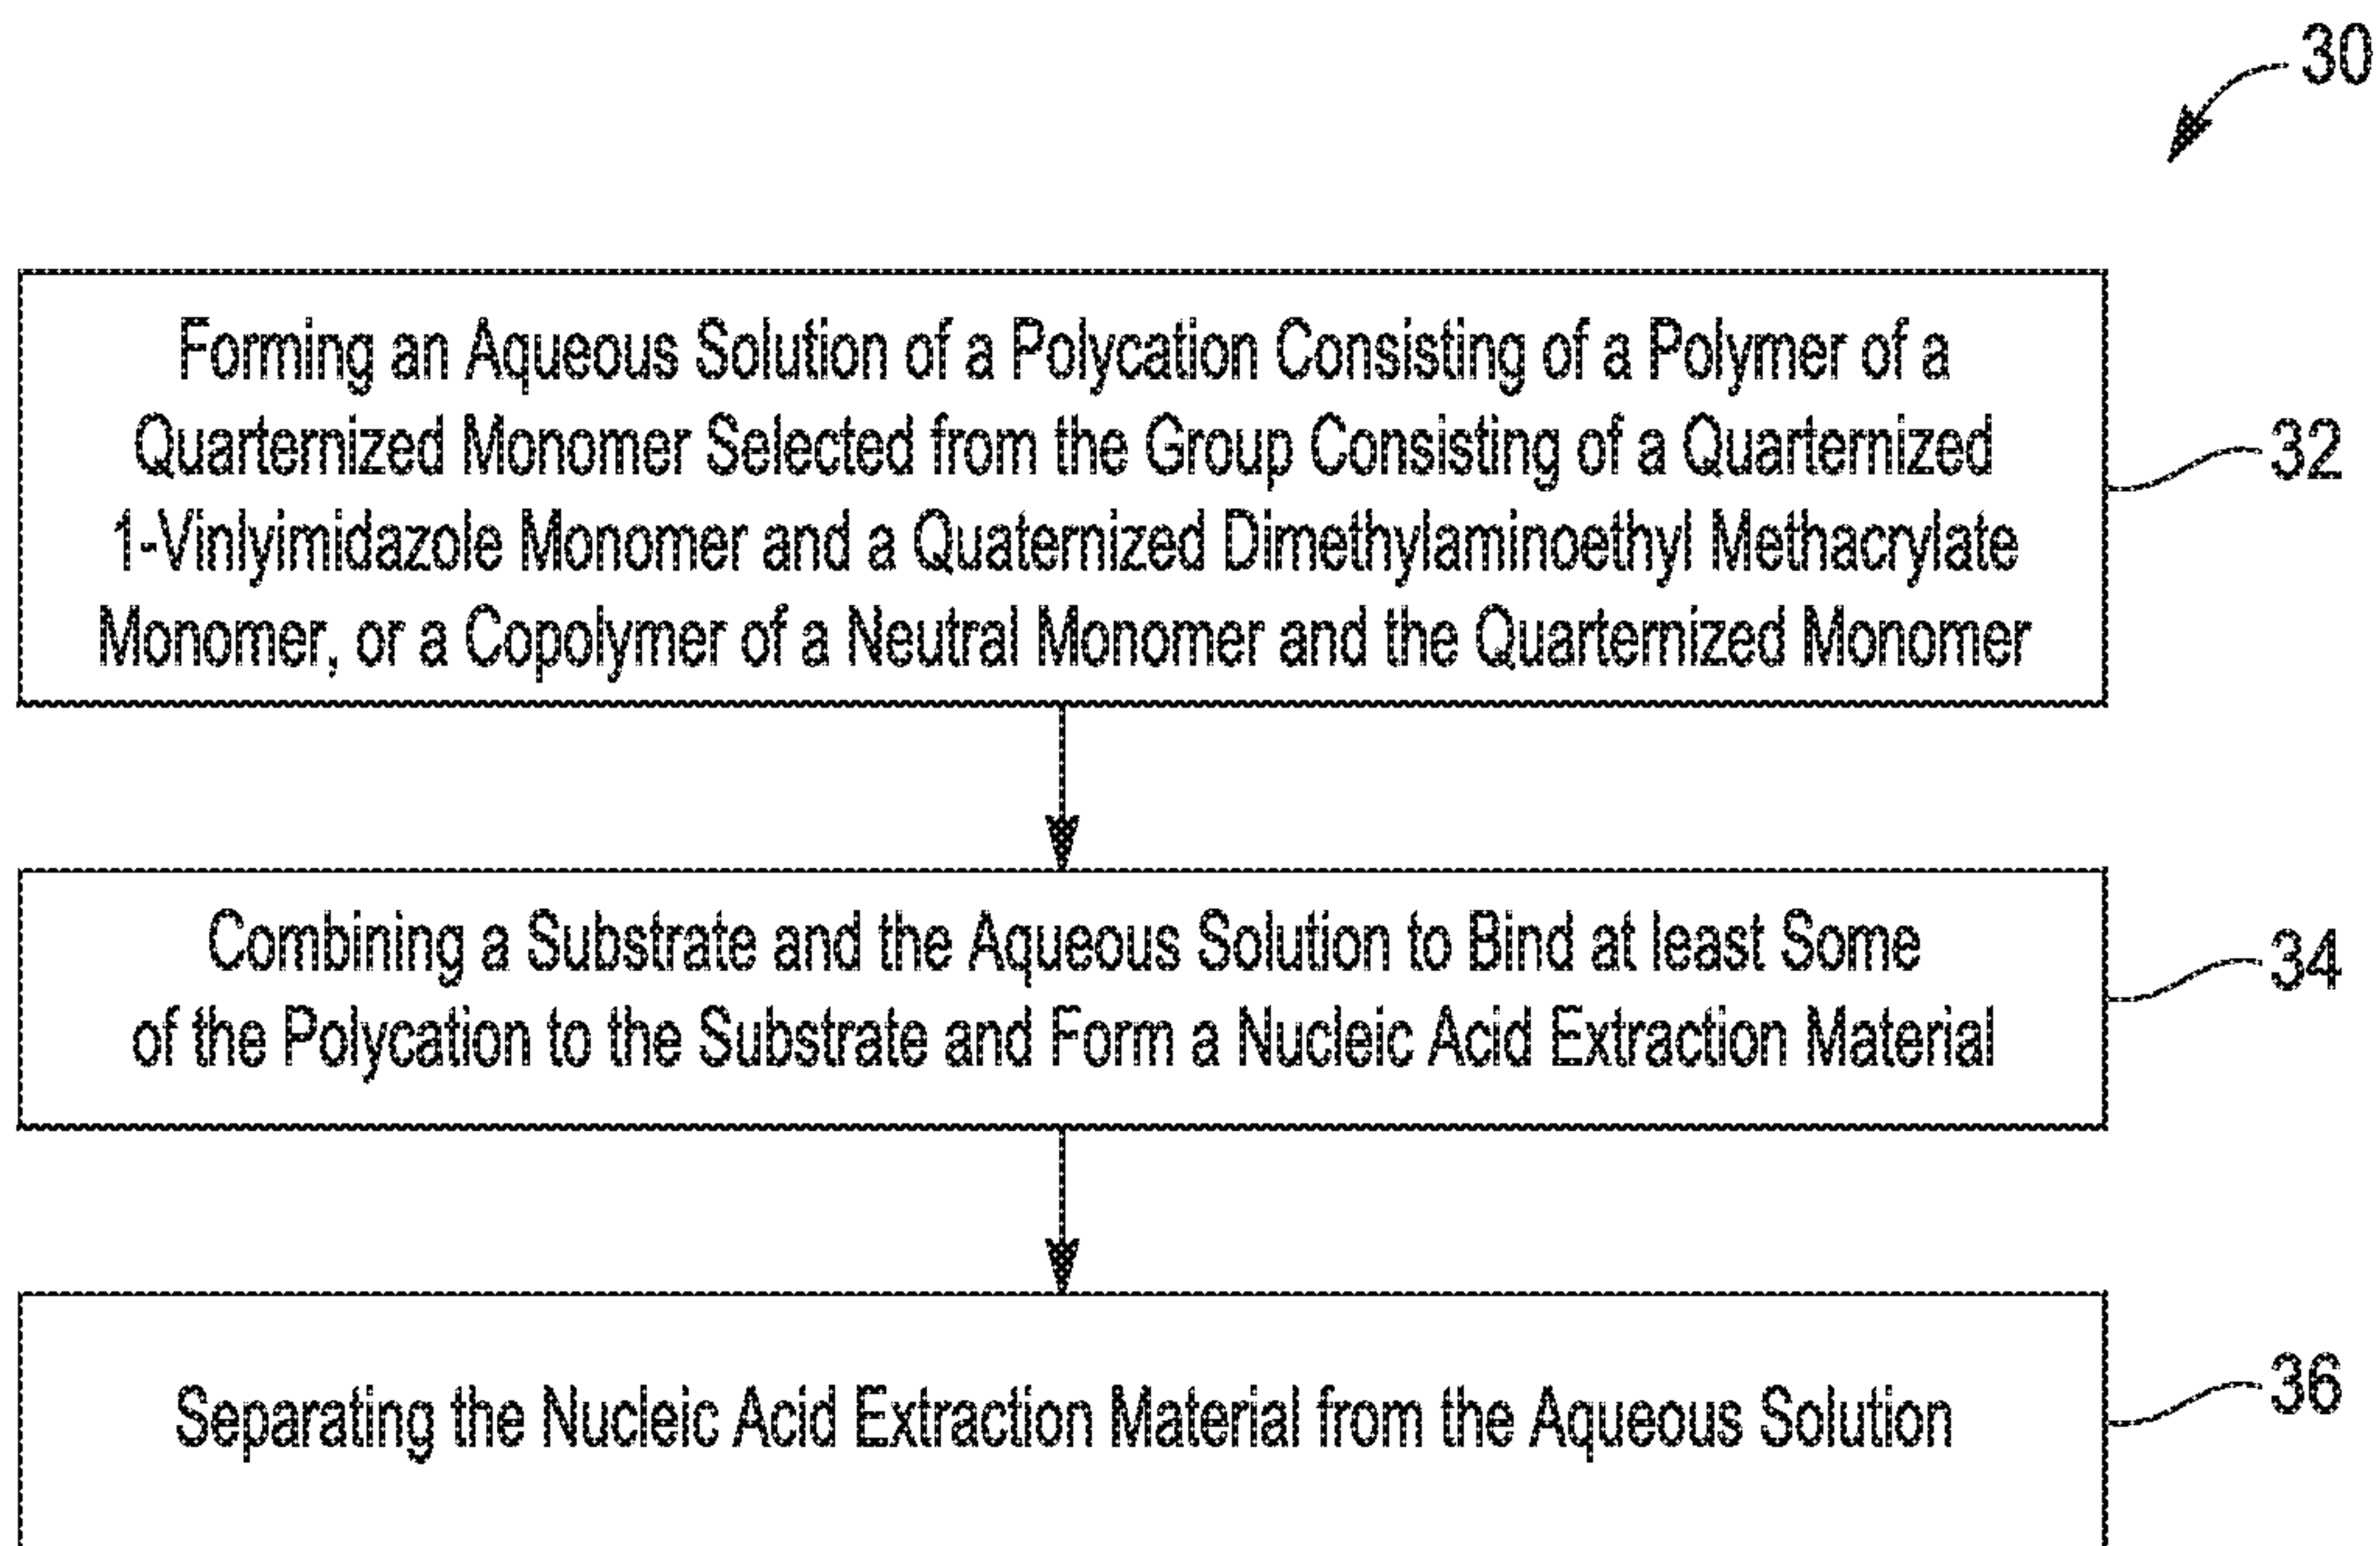 30
Forming an Aqueous Solution of a Polycation Consisting of a Polymer of a
Quarternized Monomer Selected from the Group Consisting of a Quarternized
1-Vinlyimidazole Monomer and a Quaternized Dimethylaminoethyl Methacrylate
Monomer, or a Copolymer of a Neutral Monomer and the Quarternized Monomer
32
Combining a Substrate and the Aqueous Solution to Bind at least Some
of the Polycation to the Substrate and Form a Nucleic Acid Extraction Material
34
Separating the Nucleic Acid Extraction Material from the Aqueous Solution
36